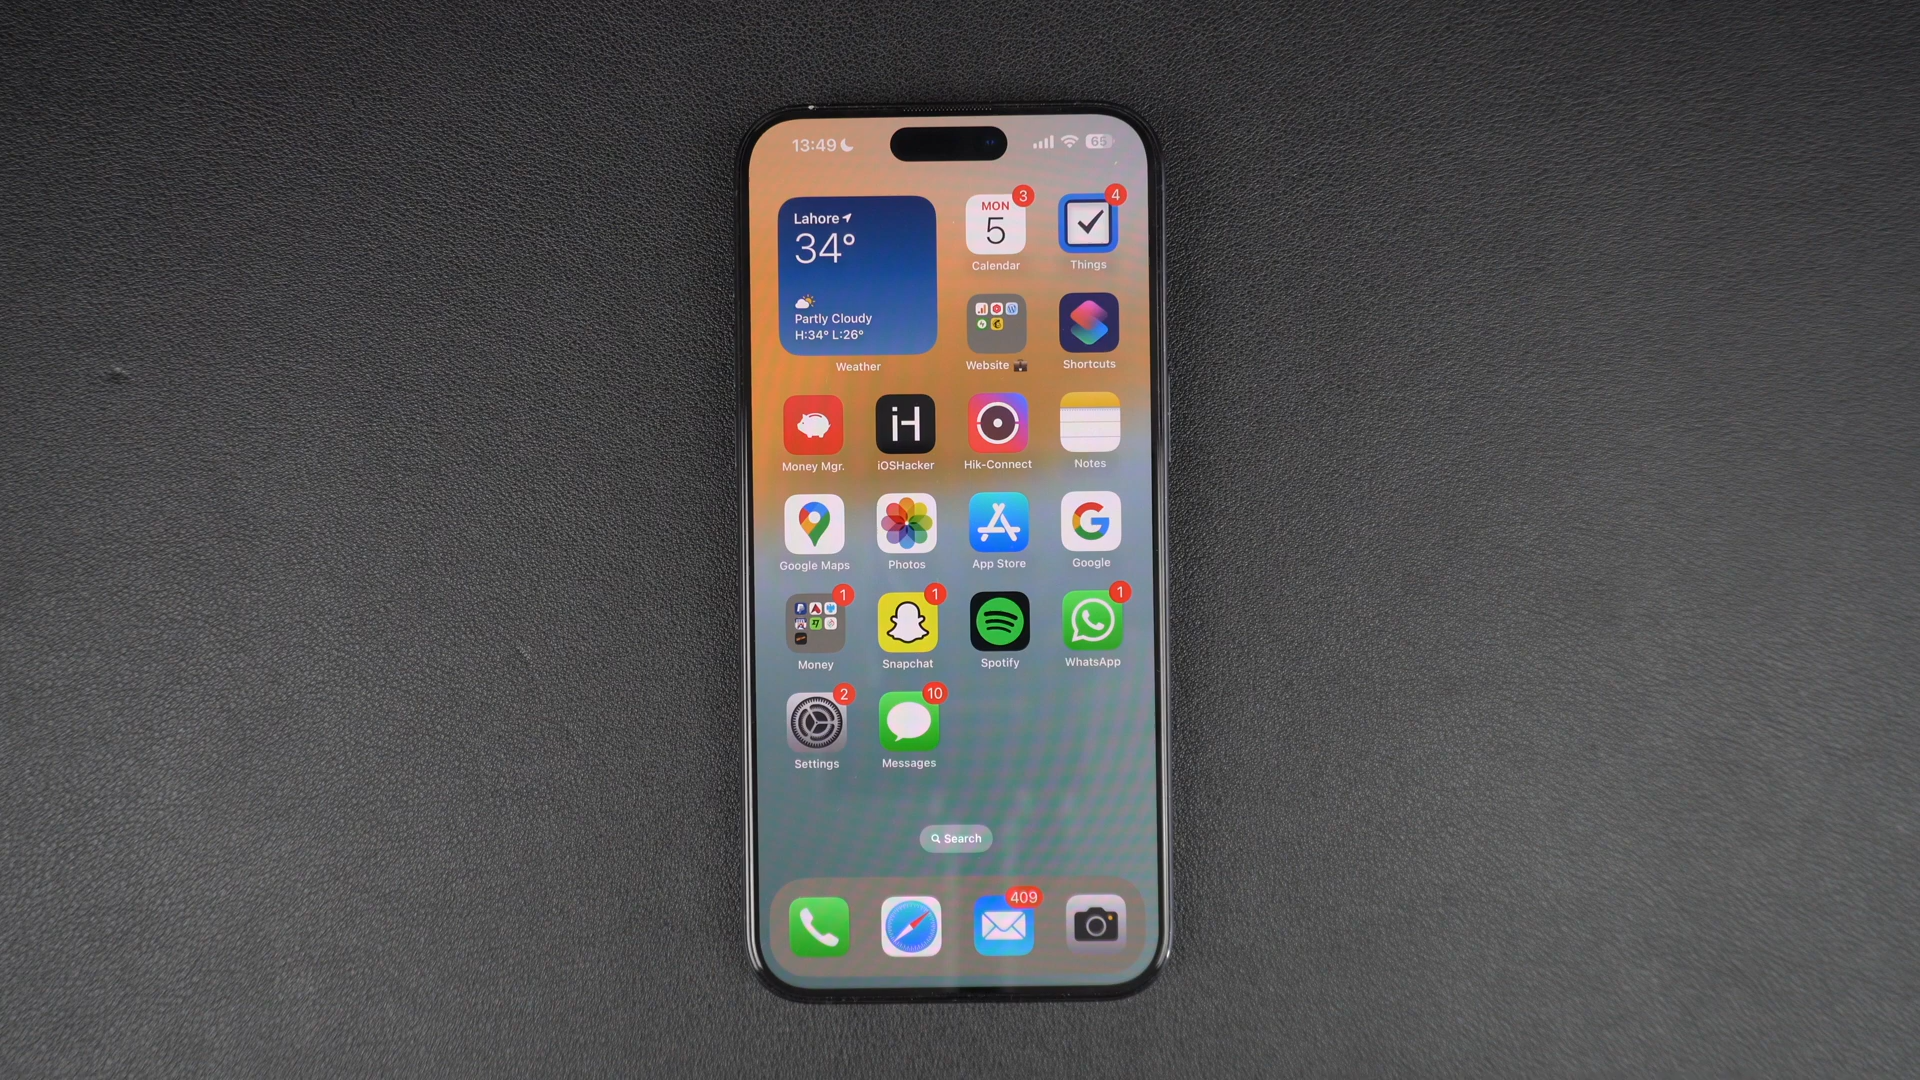 13:49
65
Lahore
34°
Partly Cloudy
H:34° L:26°
Weather
3
MON
5
Calendar
4
Things
Website
Shortcuts
Money Mgr.
iH
iOSHacker
Hik-Connect
Notes
Google Maps
Photos
App Store
G
Google
1
Money
1
Snapchat
Spotify
1
WhatsApp
2
Settings
10
Messages
Search
409